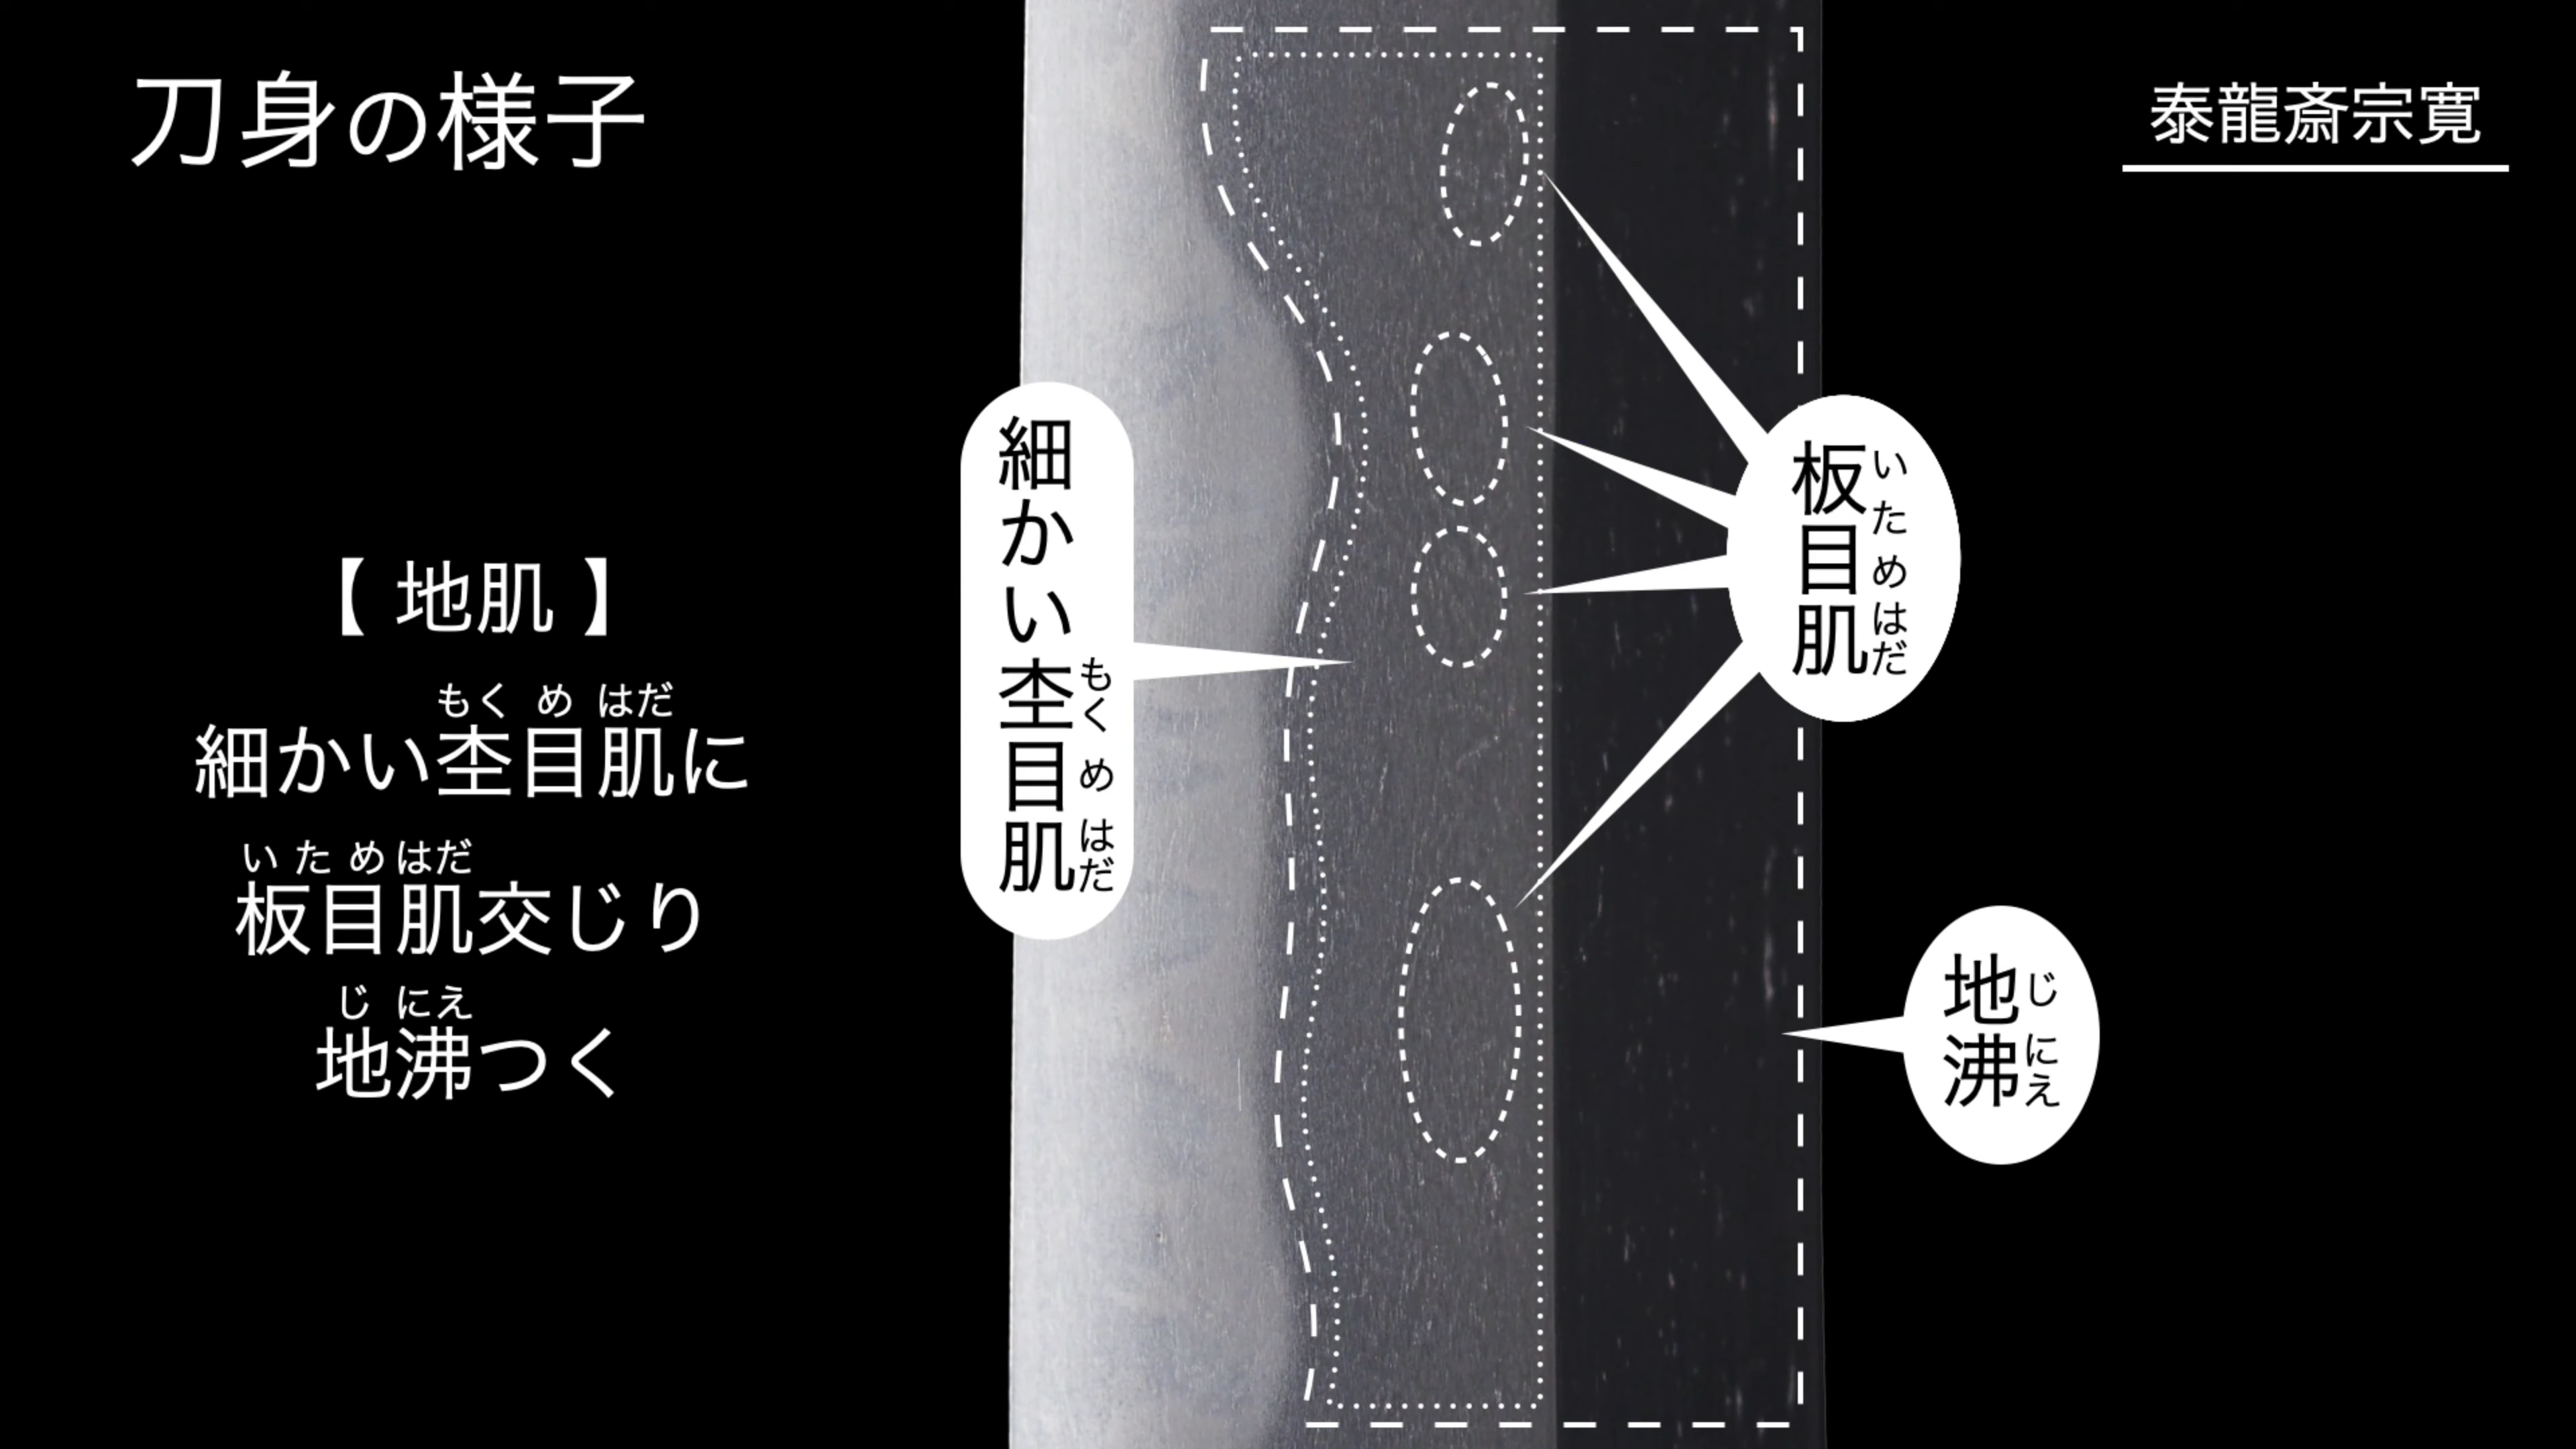 刀身の様子
泰龍斎宗寛
【 地肌 】
細かい杢目肌に
もく め はだ
板目肌交じり
いためはだ
地沸つく
じ にえ
細かい杢目肌
もく め はだ
板目肌
いためはだ
地沸
じ にえ